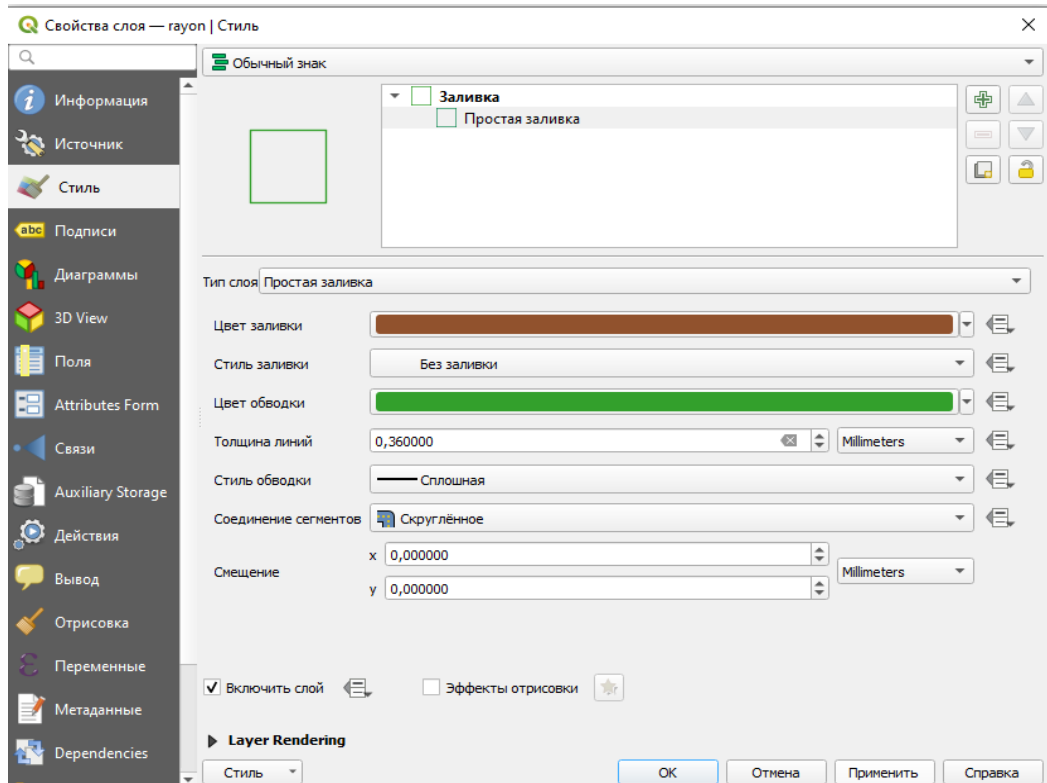 Свойства слоя — rayon | Стиль
Обычный знак
Информация
Источник
Стиль
Подписи
Диаграммы
3D View
Поля
Attributes Form
Связи
Auxiliary Storage
Действия
Вывод
Отрисовка
Переменные
Метаданные
Dependencies
Заливка
Простая заливка
Тип слоя Простая заливка
Цвет заливки
Стиль заливки Без заливки
Цвет обводки
Толщина линий 0,360000 Millimeters
Стиль обводки Сплошная
Соединение сегментов Скруглённое
Смещение x 0,000000 Millimeters
y 0,000000
Включить слой Эффекты отрисовки
Layer Rendering
Стиль OK Отмена Применить Справка
abc